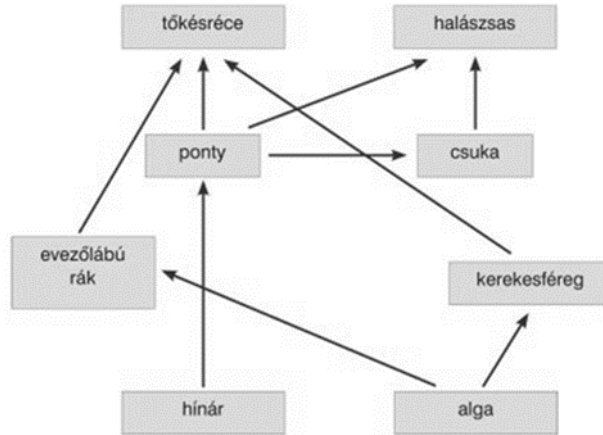 tőkésréce
halászsas
ponty
csuka
evezőlábú
rák
kerekesféreg
hínár
alga